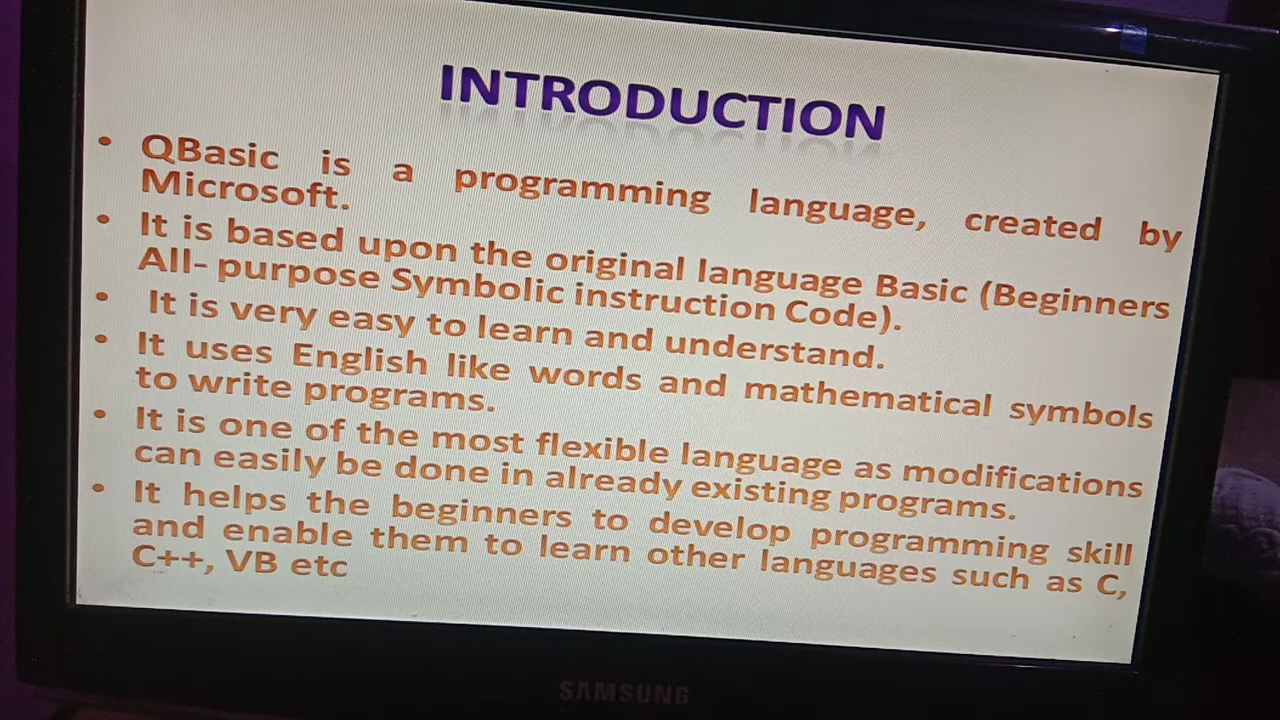 INTRODUCTION
• QBasic is a programming language, created by
Microsoft.
• It is based upon the original language Basic (Beginners
All- purpose Symbolic instruction Code).
• It is very easy to learn and understand.
• It uses English like words and mathematical symbols
to write programs.
• It is one of the most flexible language as modifications
can easily be done in already existing programs.
• It helps the beginners to develop programming skill
and enable them to learn other languages such as C,
C++, VB etc
SAMSUNG